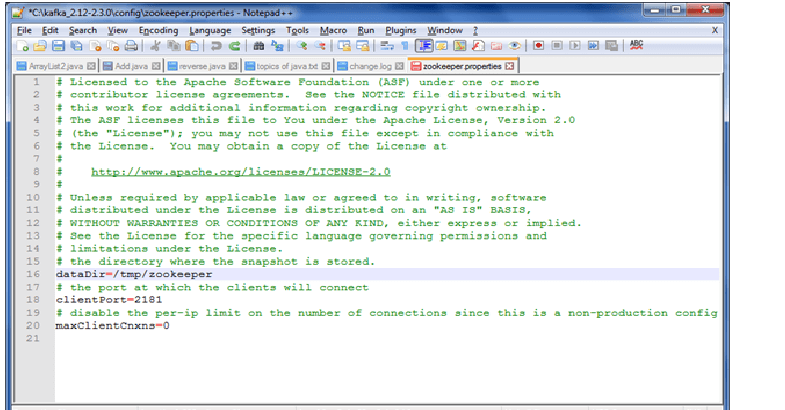 *C:\kafka_2.12-2.3.0\config\zookeeper.properties - Notepad++
File Edit Search View Encoding Language Settings Tools Macro Run Plugins Window ? X
ArrayList2.java Add.java reverse.java topics of java.txt change.log zookeeper.properties
1 # Licensed to the Apache Software Foundation (ASF) under one or more
2 # contributor license agreements.  See the NOTICE file distributed with
3 # this work for additional information regarding copyright ownership.
4 # The ASF licenses this file to You under the Apache License, Version 2.0
5 # (the "License"); you may not use this file except in compliance with
6 # the License.  You may obtain a copy of the License at
7 #
8 #    http://www.apache.org/licenses/LICENSE-2.0
9 #
10 # Unless required by applicable law or agreed to in writing, software
11 # distributed under the License is distributed on an "AS IS" BASIS,
12 # WITHOUT WARRANTIES OR CONDITIONS OF ANY KIND, either express or implied.
13 # See the License for the specific language governing permissions and
14 # limitations under the License.
15 # the directory where the snapshot is stored.
16 dataDir=/tmp/zookeeper
17 # the port at which the clients will connect
18 clientPort=2181
19 # disable the per-ip limit on the number of connections since this is a non-production config
20 maxClientCnxns=0
21